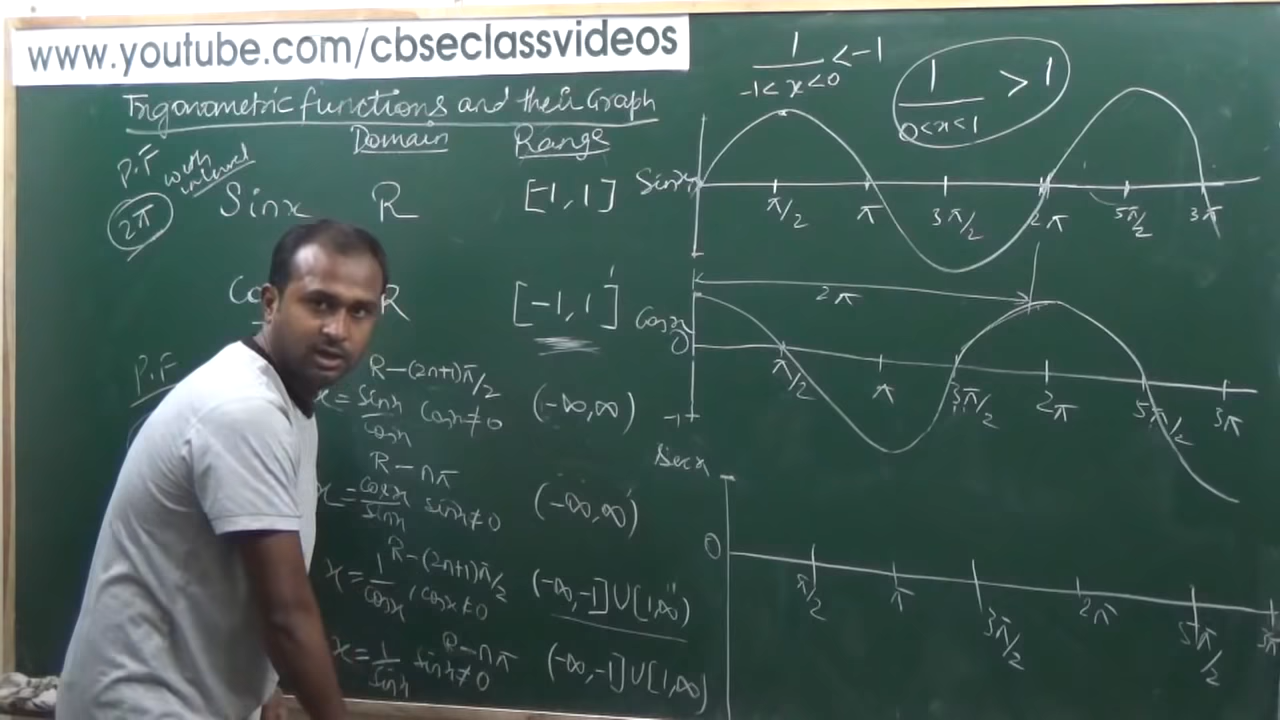 www.youtube.com/cbseclassvideos
Trigonometric functions and their Graph
Domain Range
P.F with interval
2π
Sinx R [-1,1]
R [-1,1]
P.F
R-(2n+1)π/2
x = sinx/cosx cosx≠0 (-∞,∞)
R-nπ
x = cosx/sinx sinx≠0 (-∞,∞)
R-(2n+1)π/2
x = 1/cosx, cosx≠0 (-∞,-1]∪[1,∞)
R-nπ
x = 1/sinx sinx≠0 (-∞,-1]∪[1,∞)
1/-1<x<0 < -1
1/0<x<1 > 1
Sinx
π/2 π 3π/2 2π 5π/2 3π
2π
Cosx
0
π/2 π 3π/2 2π 5π/2 3π
-1
Secx
0
π/2 π 3π/2 2π 5π/2 3π